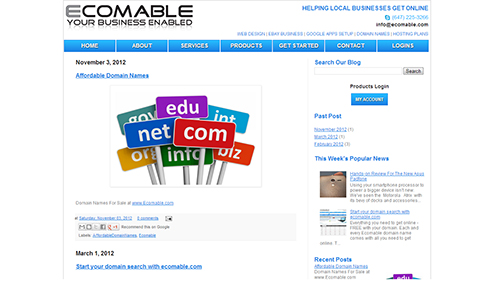 ECOMABLE
YOUR BUSINESS ENABLED
HELPING LOCAL BUSINESSES GET ONLINE
(647) 225-3266
info@ecomable.com
WEB DESIGN | EBAY BUSINESS | GOOGLE APPS SETUP | DOMAIN NAMES | HOSTING PLANS
HOME ABOUT SERVICES PRODUCTS GET STARTED CONTACT LOGINS
November 3, 2012
Affordable Domain Names
gov edu int
net com
org info biz
Domain Names For Sale at www.Ecomable.com
at Saturday, November 03, 2012 0 comments
Recommend this on Google
Labels: AffordableDomainNames, Ecomable
March 1, 2012
Start your domain search with ecomable.com
Search Our Blog
Search
Products Login
MY ACCOUNT
Past Post
November 2012 (1)
March 2012 (1)
February 2012 (1)
This Week's Popular News
Hands on Review For The New Asus
Padfone
Using your smartphone processor to
power a bigger device isn't new.
We've seen the Motorola
with its
bevy of docks and accessories.
Start your domain search with
ecomable.com
Everything you need to get online -
FREE with your domain. Each and
every Ecomable domain name
comes with all you need to get
online. T...
Recent Posts
Affordable Domain Names
Domain Names For Sale at
www.Ecomable.com
edu